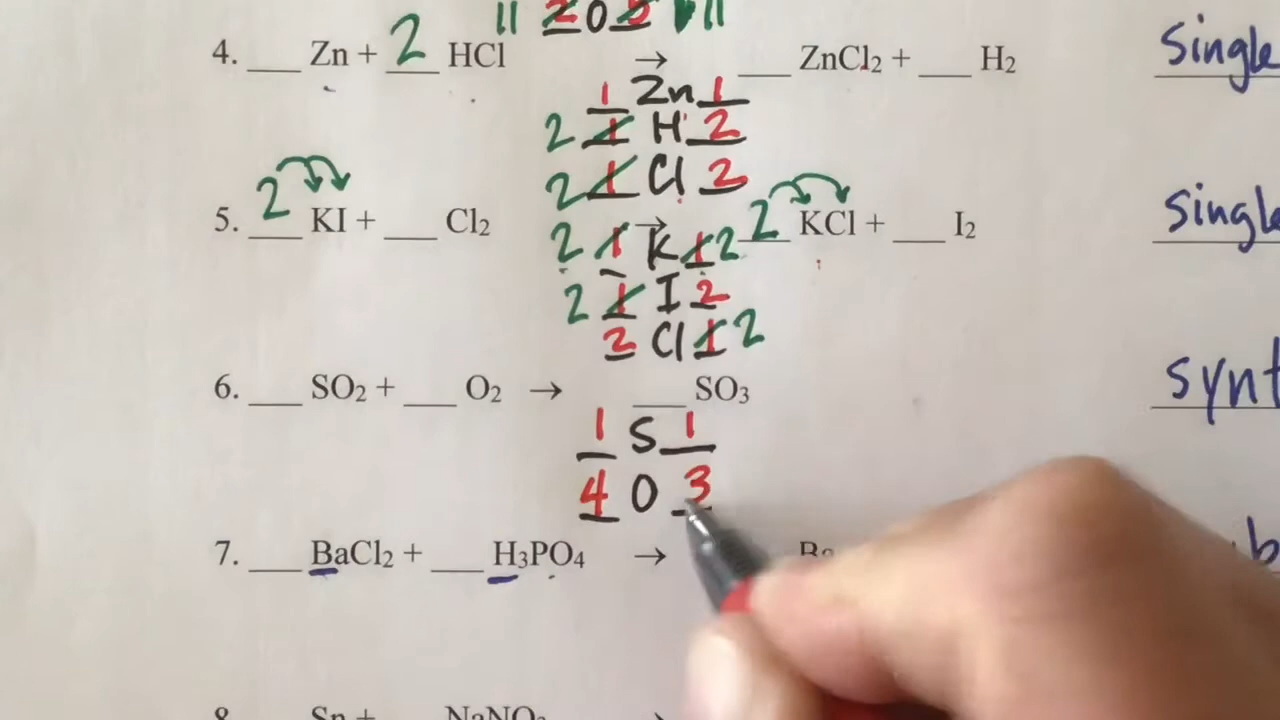 2 O 5
4. ___ Zn + 2 HCl → ___ ZnCl₂ + ___ H₂ single
1 Zn 1
2 1 H 2
2 1 Cl 2
5. 2 KI + ___ Cl₂ → 2 KCl + ___ I₂ single
2 1 K 1 2
2 1 I 2
2 Cl 1 2
6. ___ SO₂ + ___ O₂ → ___ SO₃ synt
1 S 1
4 O 3
7. ___ BaCl₂ + ___ H₃PO₄ →